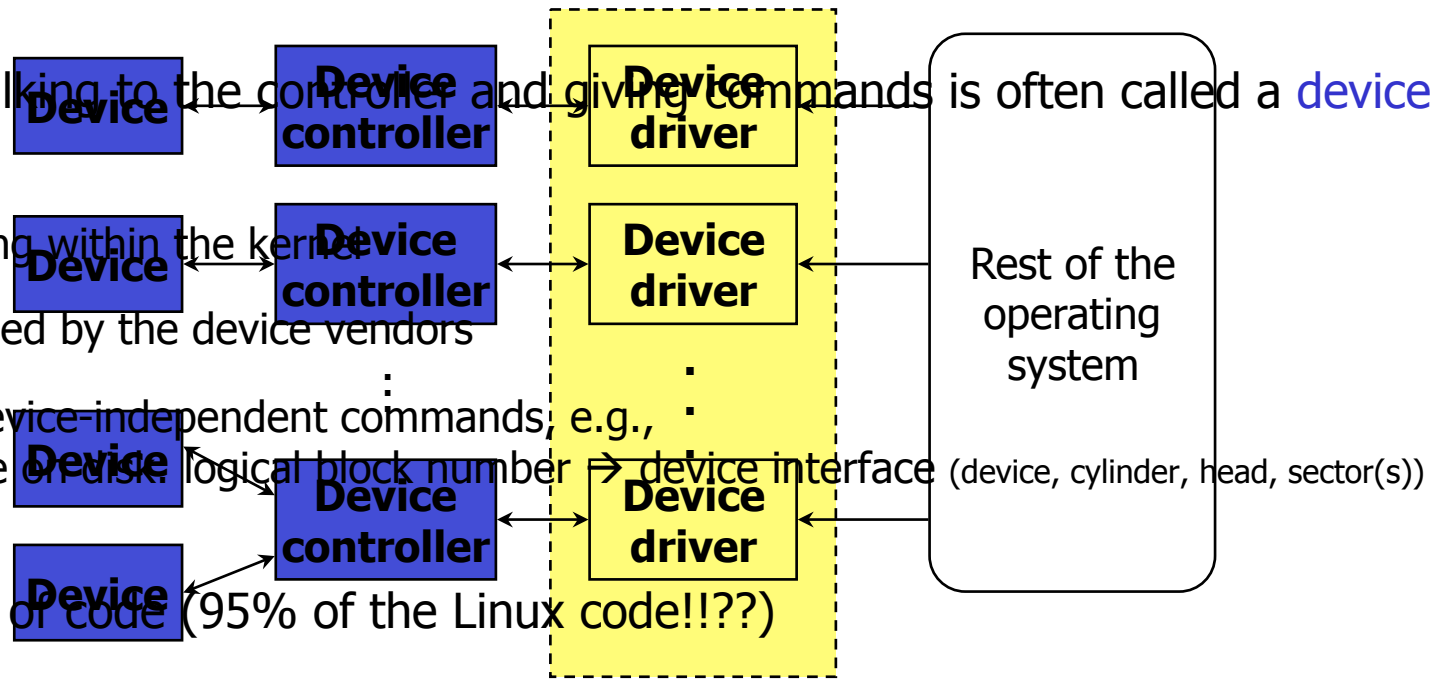 lking to the controller and giving commands is often called a device
Device
Device
controller
Device
driver
ng within the kernel
Device
Device
controller
Device
driver
Rest of the
operating
system
ed by the device vendors
evice-independent commands, e.g.,
e on disk: logical block number → device interface (device, cylinder, head, sector(s))
Device
Device
controller
Device
driver
Device
of code (95% of the Linux code!!??)